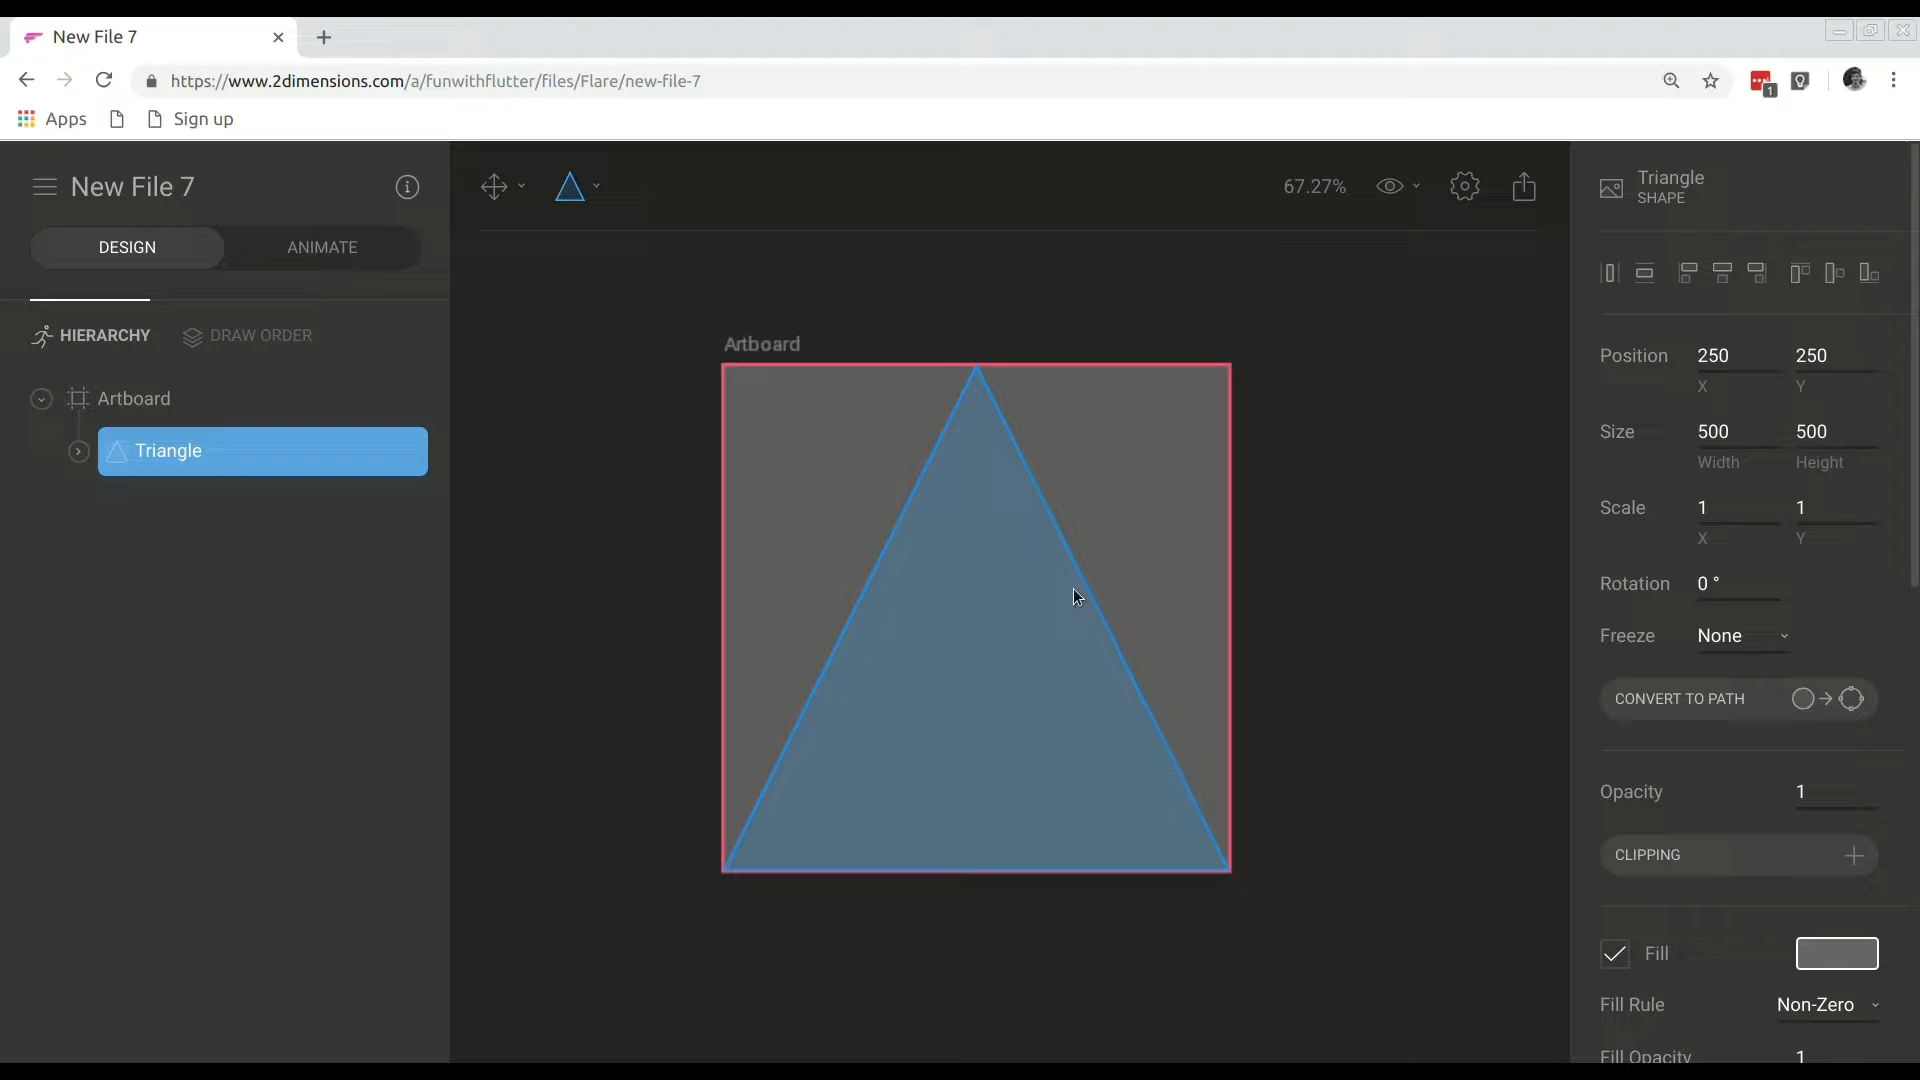 New File 7
https://www.2dimensions.com/a/funwithflutter/files/Flare/new-file-7
1
Apps
Sign up
New File 7
DESIGN
ANIMATE
HIERARCHY
DRAW ORDER
Artboard
Triangle
67.27%
Artboard
Triangle
SHAPE
Position 250 250
X Y
Size 500 500
Width Height
Scale 1 1
X Y
Rotation 0 °
Freeze None
CONVERT TO PATH
Opacity 1
CLIPPING
Fill
Fill Rule Non-Zero
Fill Opacity 1